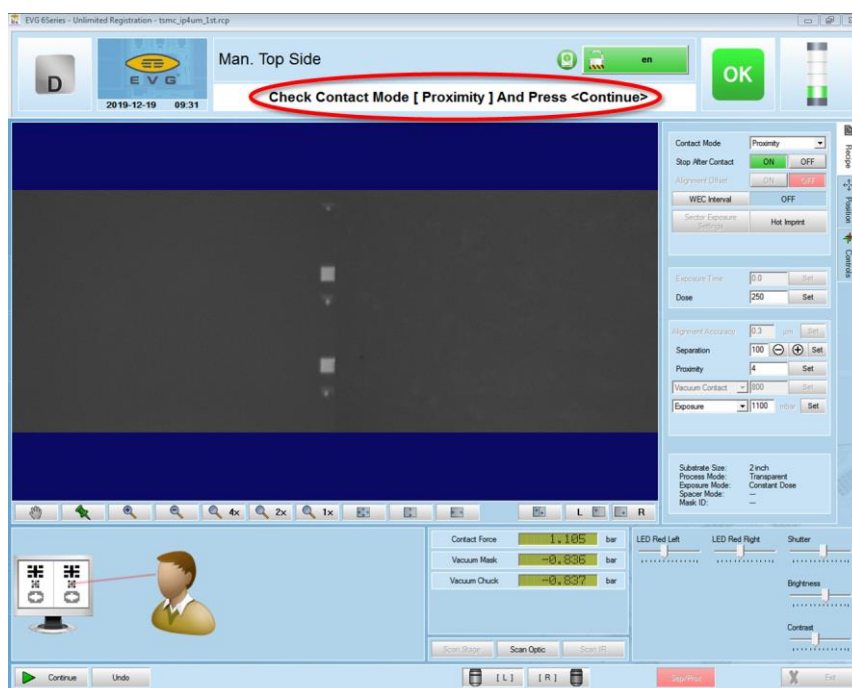 EVG 6Series - Unlimited Registration - tsmc_ip4um_1st.rcp
D
EVG
2019-12-19 09:31
Man. Top Side
en
OK
Check Contact Mode [ Proximity ] And Press <Continue>
Contact Mode Proximity
Stop After Contact ON OFF
Alignment Offset ON OFF
WEC Interval OFF
Sector Exposure Settings Hot Imprint
Exposure Time 0.0 Set
Dose 250 Set
Alignment Accuracy 0.3 µm Set
Separation 100 Set
Proximity 4 Set
Vacuum Contact 800 Set
Exposure 1100 mbar Set
Substrate Size: 2 inch
Process Mode: Transparent
Exposure Mode: Constant Dose
Spacer Mode: ---
Mask ID: ---
Recipe
Position
Controls
4x 2x 1x L R
Contact Force 1.105 bar
Vacuum Mask -0.836 bar
Vacuum Chuck -0.837 bar
Scan Stage Scan Optic Scan IR
LED Red Left LED Red Right Shutter
Brightness
Contrast
Continue Undo [ L ] [ R ] Sep/Prox Exit